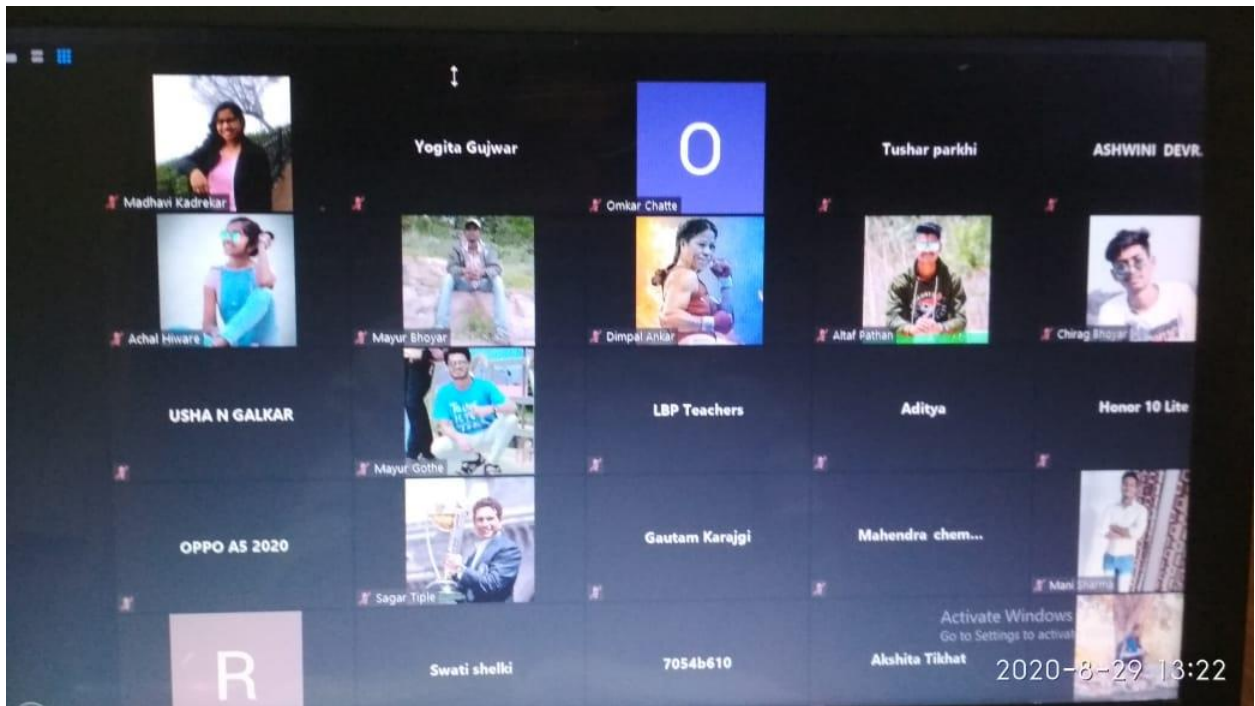 Yogita Gujwar
O
Tushar parkhi
ASHWINI DEVR.
Madhavi Kadrekar
Omkar Chatte
Achal Hiware
Mayur Bhoyar
Dimpal Ankar
Altaf Pathan
Chirag Bhoyar
USHA N GALKAR
LBP Teachers
Aditya
Honor 10 Lite
Mayur Gothe
OPPO A5 2020
Gautam Karajgi
Mahendra chem...
Sagar Tiple
Mani Sharma
Activate Windows
Go to Settings to activat
R
Swati shelki
7054b610
Akshita Tikhat
2020-8-29 13:22